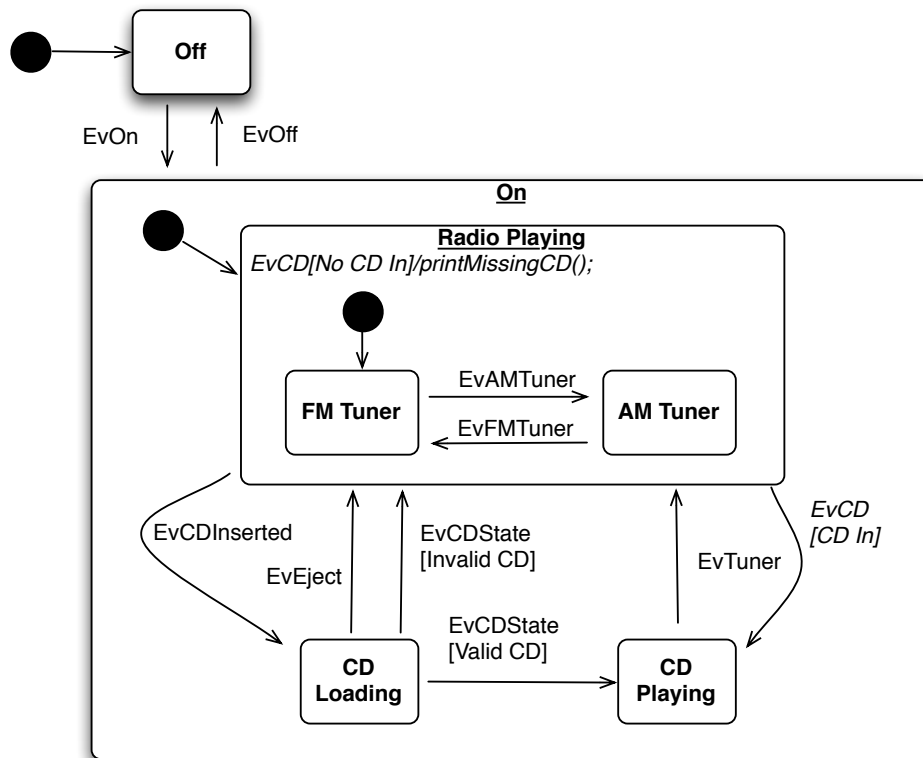 Off
EvOn
EvOff
On
Radio Playing
EvCD[No CD In]/printMissingCD();
FM Tuner
EvAMTuner
EvFMTuner
AM Tuner
EvCDInserted
EvEject
EvCDState
[Invalid CD]
EvTuner
EvCD
[CD In]
CD
Loading
EvCDState
[Valid CD]
CD
Playing